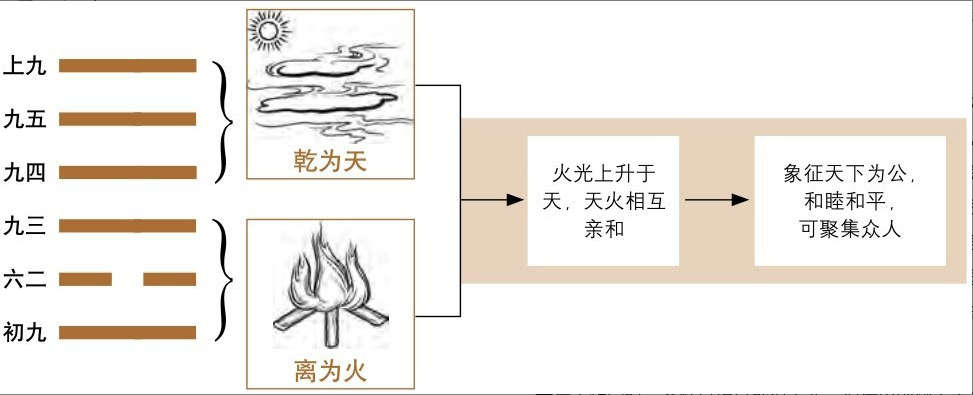 上九
九五
九四
九三
六二
初九
乾为天
离为火
火光上升于
天，天火相互
亲和
象征天下为公，
和睦和平，
可聚集众人